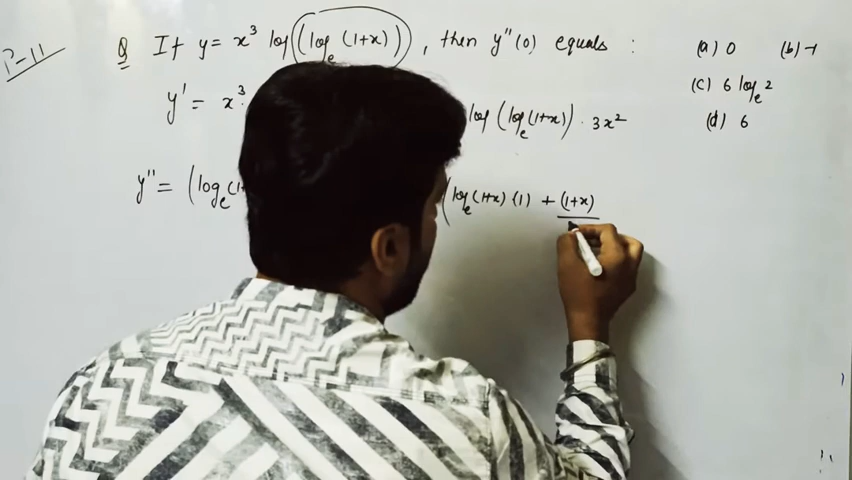 P-11
Q If y = x³ log(logₑ(1+x)), then y''(0) equals :
(a) 0 (b) -1
(c) 6 logₑ2
(d) 6
y' = x³ log(logₑ(1+x)) · 3x²
y'' = (logₑ(1+x (logₑ(1+x)(1) + (1+x)